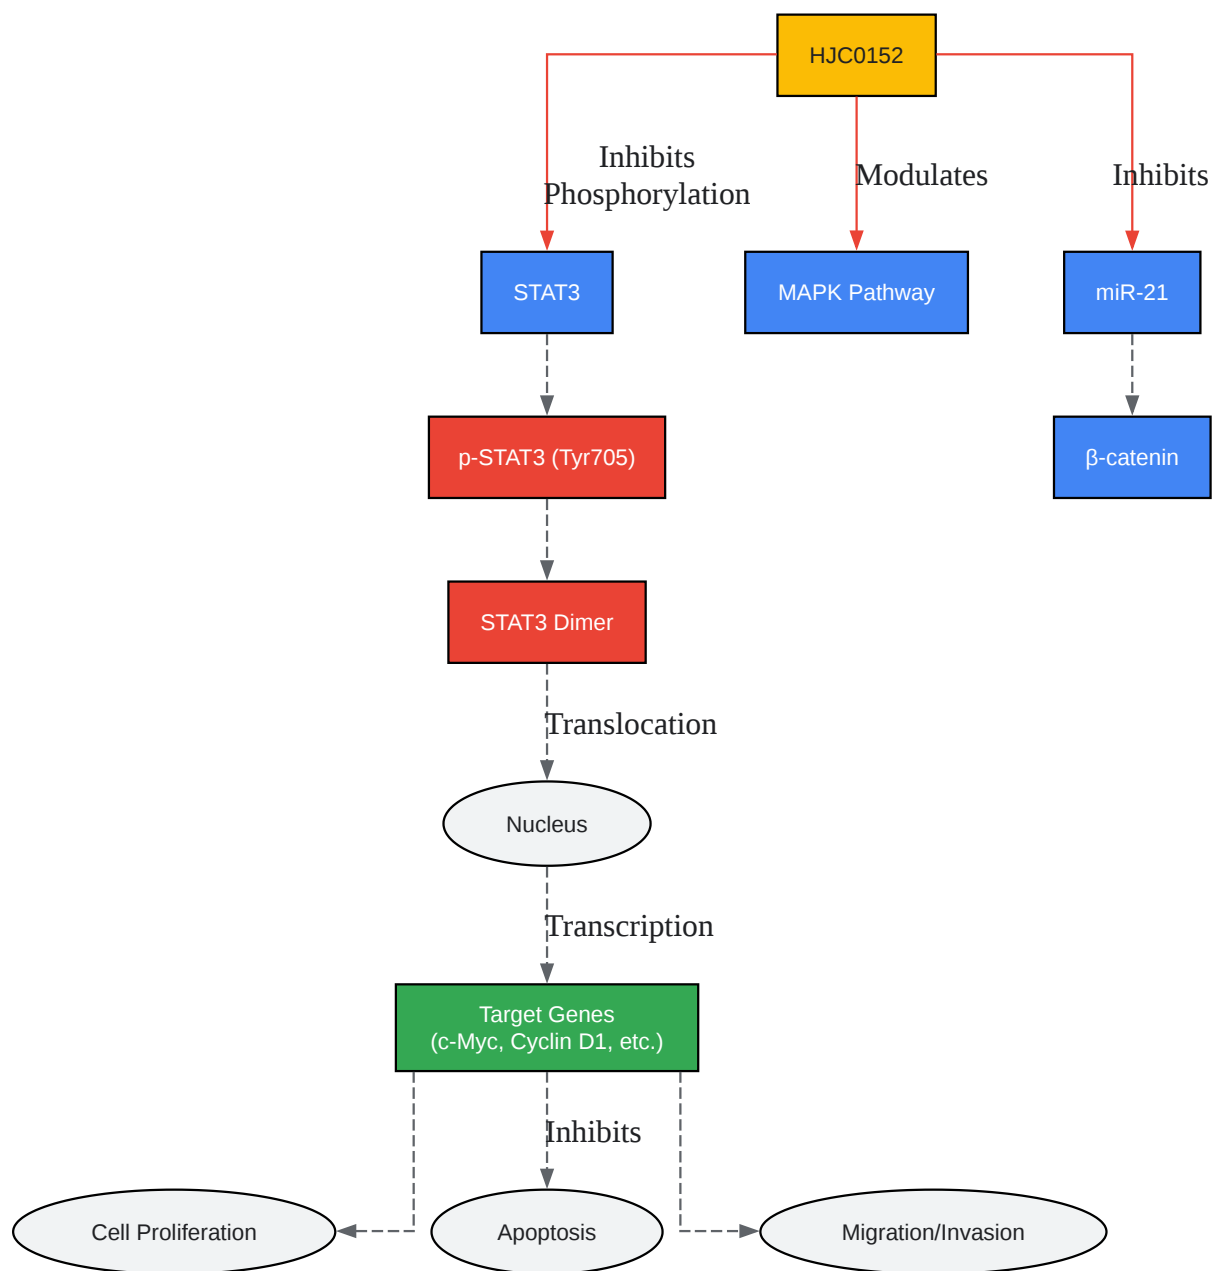 HJC0152
Inhibits
Phosphorylation
Modulates
Inhibits
STAT3
MAPK Pathway
miR-21
p-STAT3 (Tyr705)
β-catenin
STAT3 Dimer
Translocation
Nucleus
Transcription
Target Genes
(c-Myc, Cyclin D1, etc.)
Inhibits
Cell Proliferation
Apoptosis
Migration/Invasion